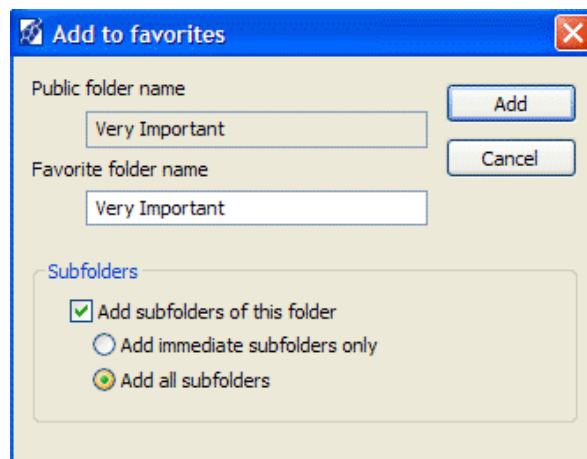 Add to favorites
Public folder name
Add
Very Important
Cancel
Favorite folder name
Very Important
Subfolders
Add subfolders of this folder
Add immediate subfolders only
Add all subfolders